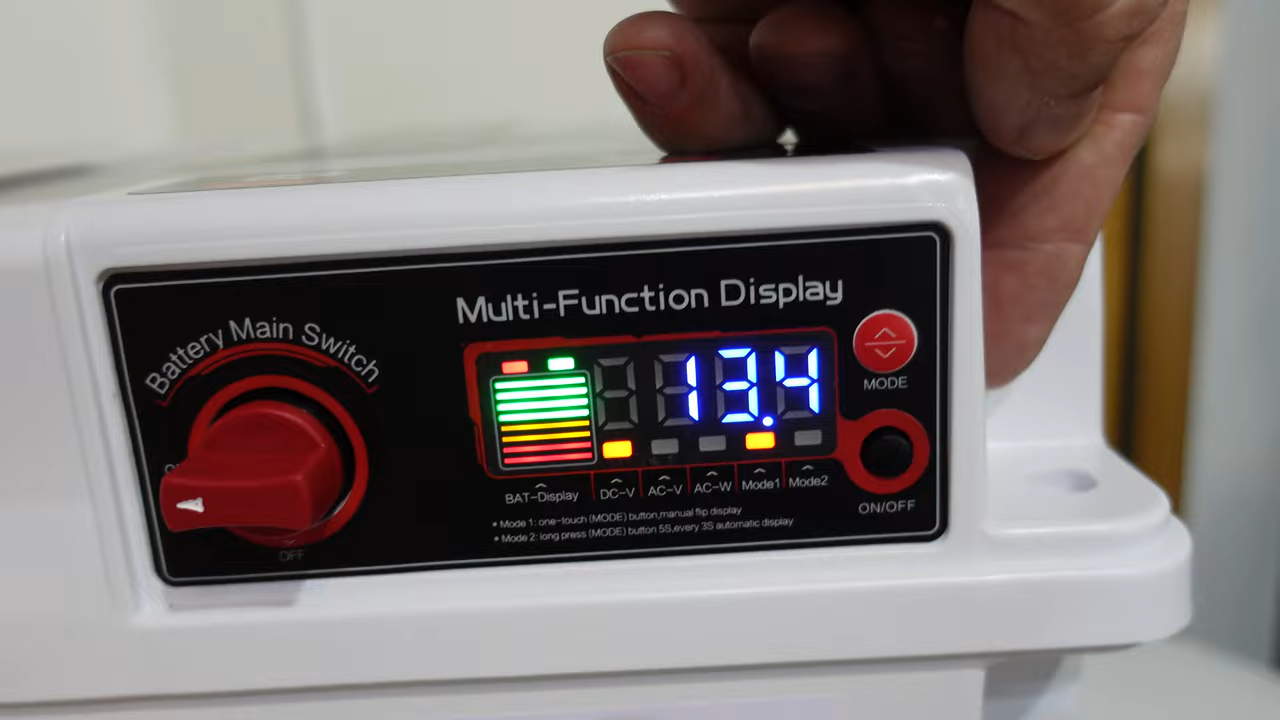 Battery Main Switch
OFF
Multi-Function Display
13.4
MODE
BAT-Display
DC-V
AC-V
AC-W
Mode1
Mode2
ON/OFF
• Mode 1: one-touch (MODE) button,manual flip display
• Mode 2: long press (MODE) button 5S,every 3S automatic display